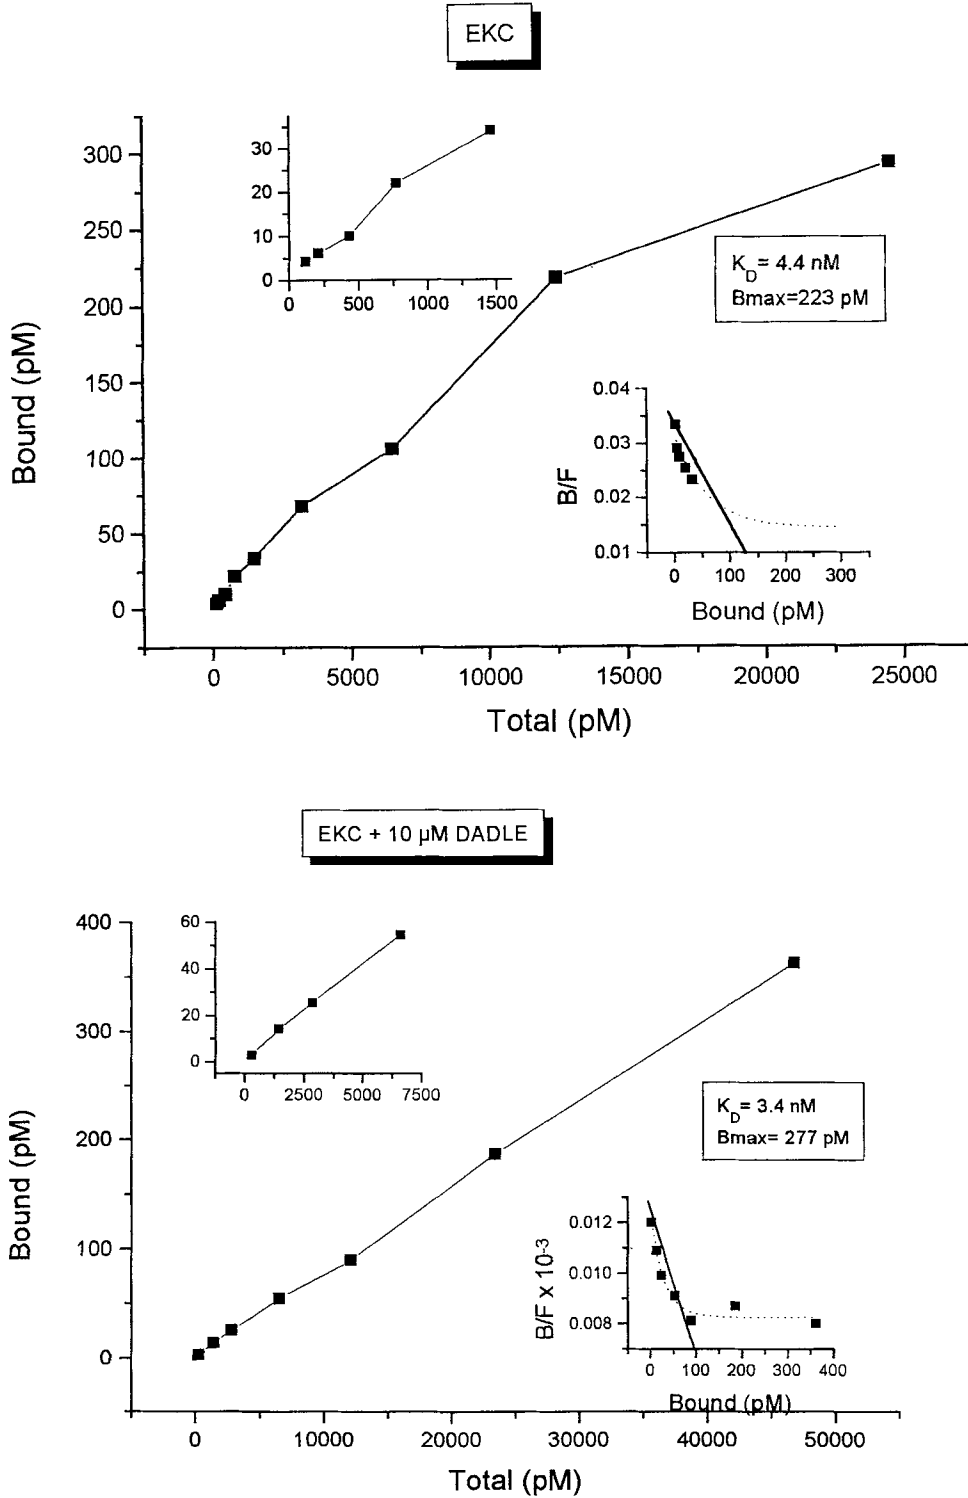 EKC
300
250
200
150
100
50
0
Bound (pM)
0 5000 10000 15000 20000 25000
Total (pM)
30
20
10
0
0 500 1000 1500
K_D= 4.4 nM
Bmax=223 pM
0.04
0.03
0.02
0.01
B/F
0 100 200 300
Bound (pM)
EKC + 10 µM DADLE
400
300
200
100
0
Bound (pM)
0 10000 20000 30000 40000 50000
Total (pM)
60
40
20
0
0 2500 5000 7500
K_D= 3.4 nM
Bmax= 277 pM
0.012
0.010
0.008
B/F x 10⁻³
0 100 200 300 400
Bound (pM)